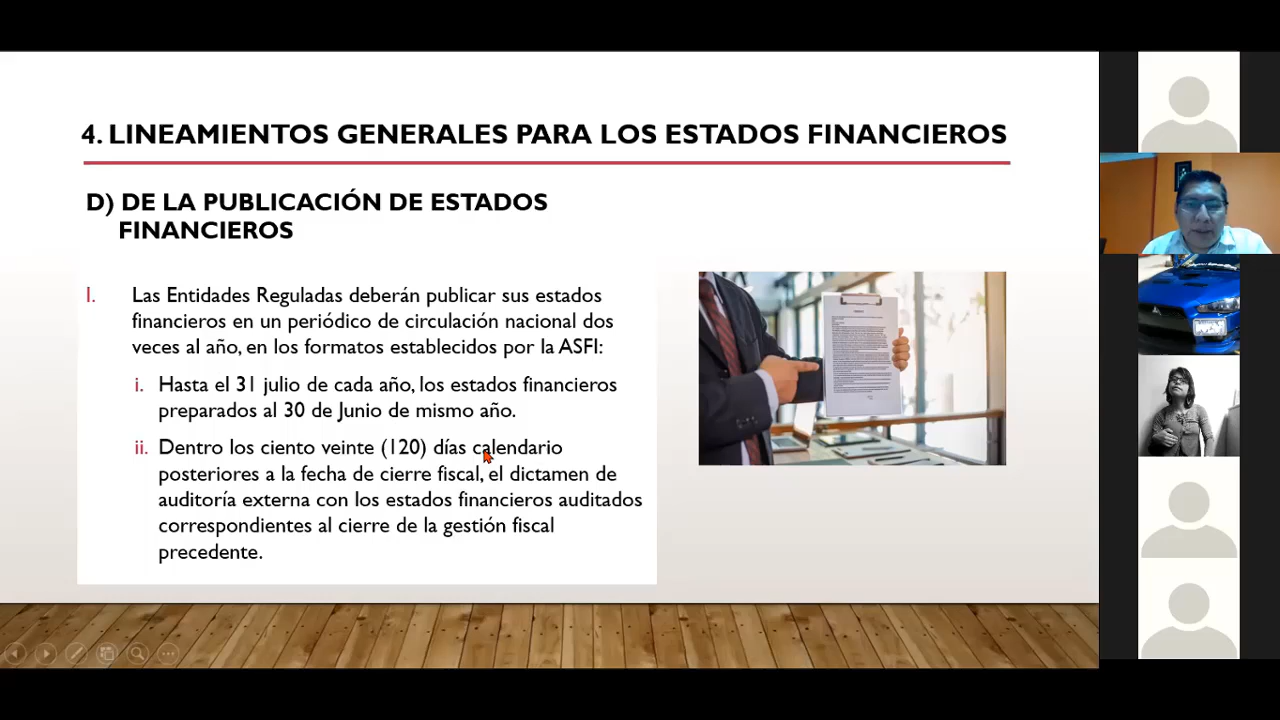 4. LINEAMIENTOS GENERALES PARA LOS ESTADOS FINANCIEROS
D) DE LA PUBLICACIÓN DE ESTADOS
FINANCIEROS
I. Las Entidades Reguladas deberán publicar sus estados
financieros en un periódico de circulación nacional dos
veces al año, en los formatos establecidos por la ASFI:
i. Hasta el 31 julio de cada año, los estados financieros
preparados al 30 de Junio de mismo año.
ii. Dentro los ciento veinte (120) días calendario
posteriores a la fecha de cierre fiscal, el dictamen de
auditoría externa con los estados financieros auditados
correspondientes al cierre de la gestión fiscal
precedente.